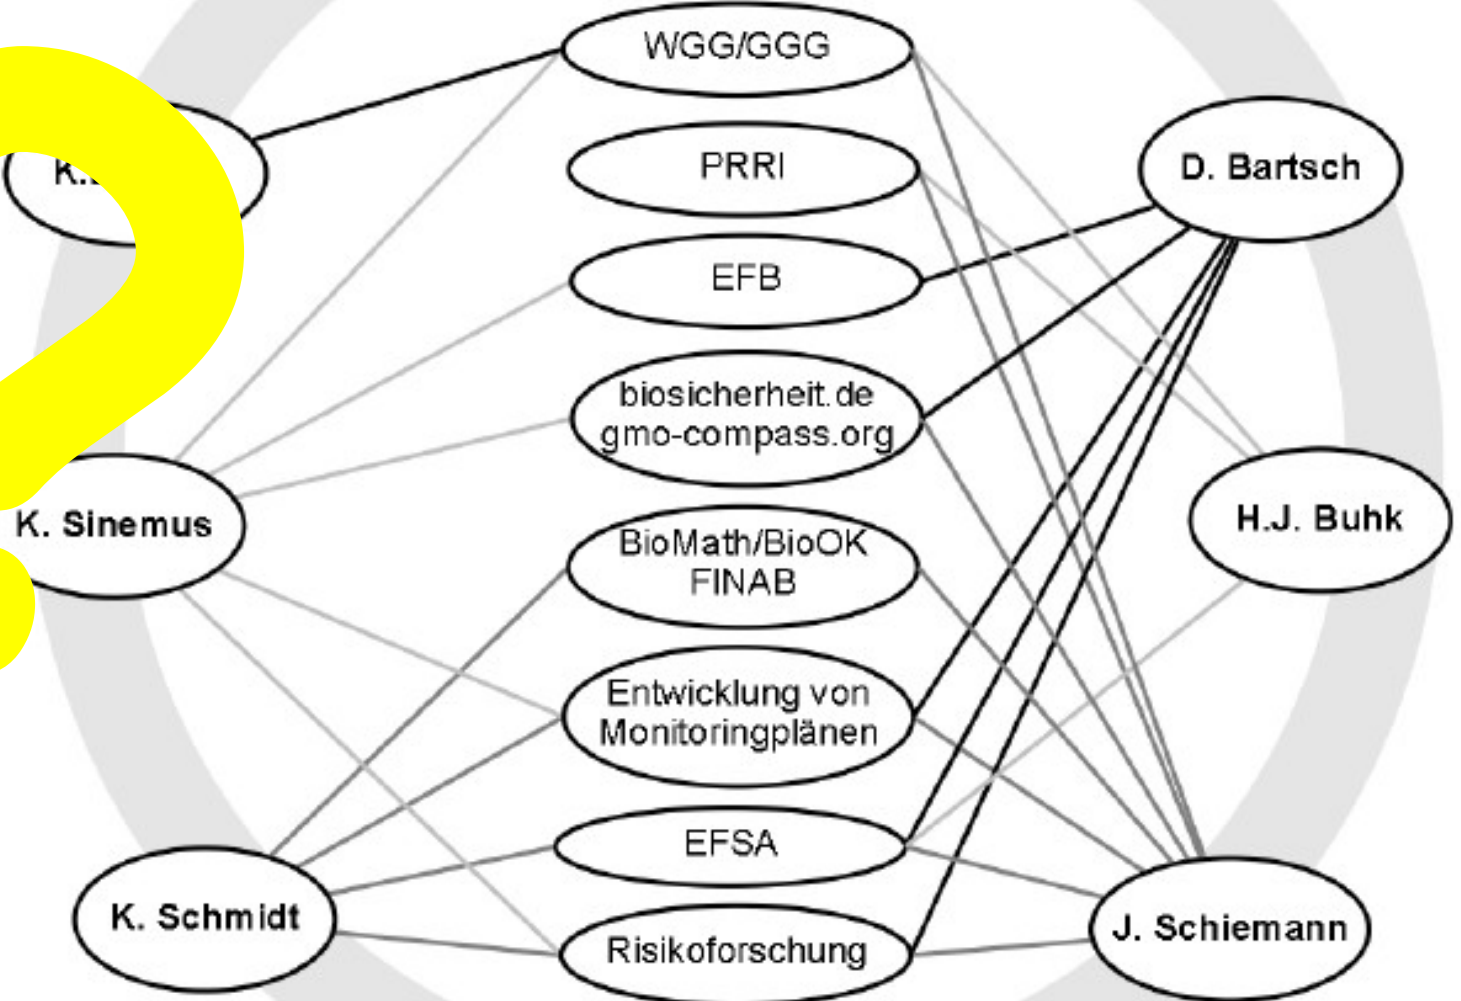 WGG/GGG
PRRI
EFB
biosicherheit.de
gmo-compass.org
BioMath/BioOK
FINAB
Entwicklung von
Monitoringplänen
EFSA
Risikoforschung
K.
K. Sinemus
K. Schmidt
D. Bartsch
H.J. Buhk
J. Schiemann